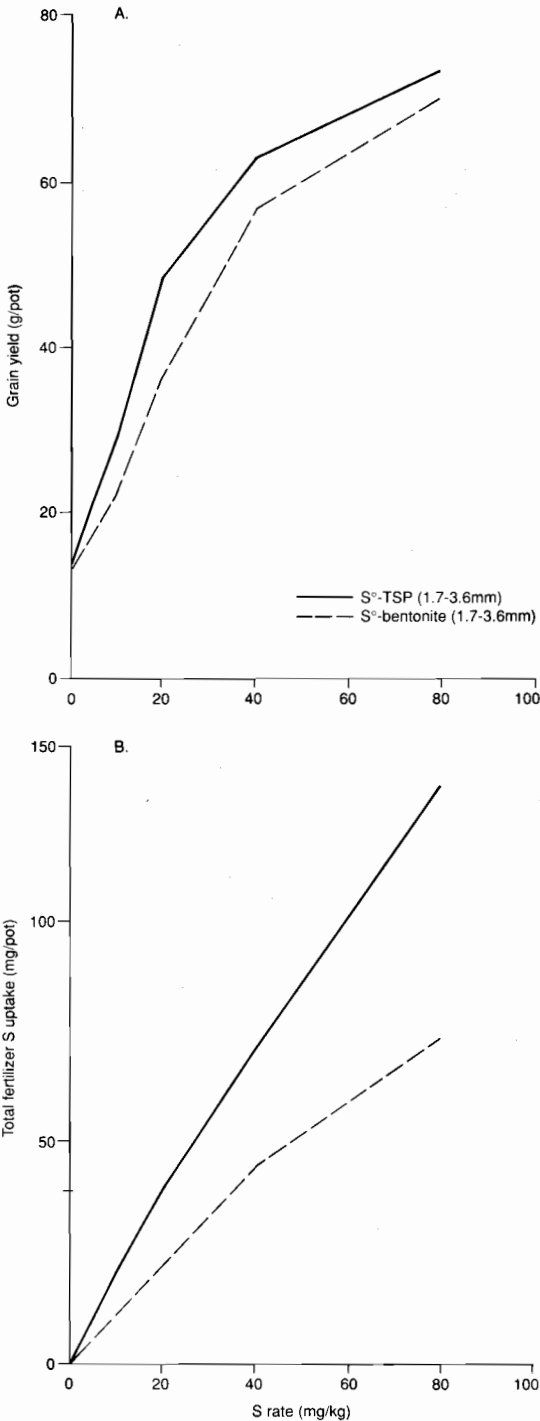 A.
80
60
40
20
0
Grain yield (g/pot)
S°-TSP (1.7-3.6mm)
S°-bentonite (1.7-3.6mm)
0 20 40 60 80 100
B.
150
100
50
0
Total fertilizer S uptake (mg/pot)
0 20 40 60 80 100
S rate (mg/kg)